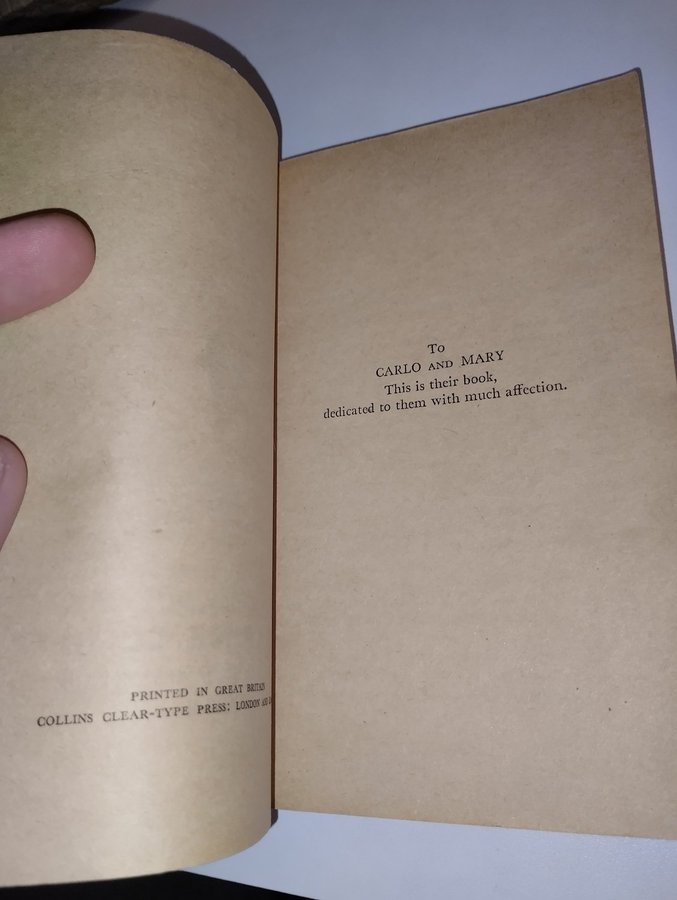 PRINTED IN GREAT BRITAIN
COLLINS CLEAR-TYPE PRESS: LONDON AND
To
CARLO AND MARY
This is their book,
dedicated to them with much affection.